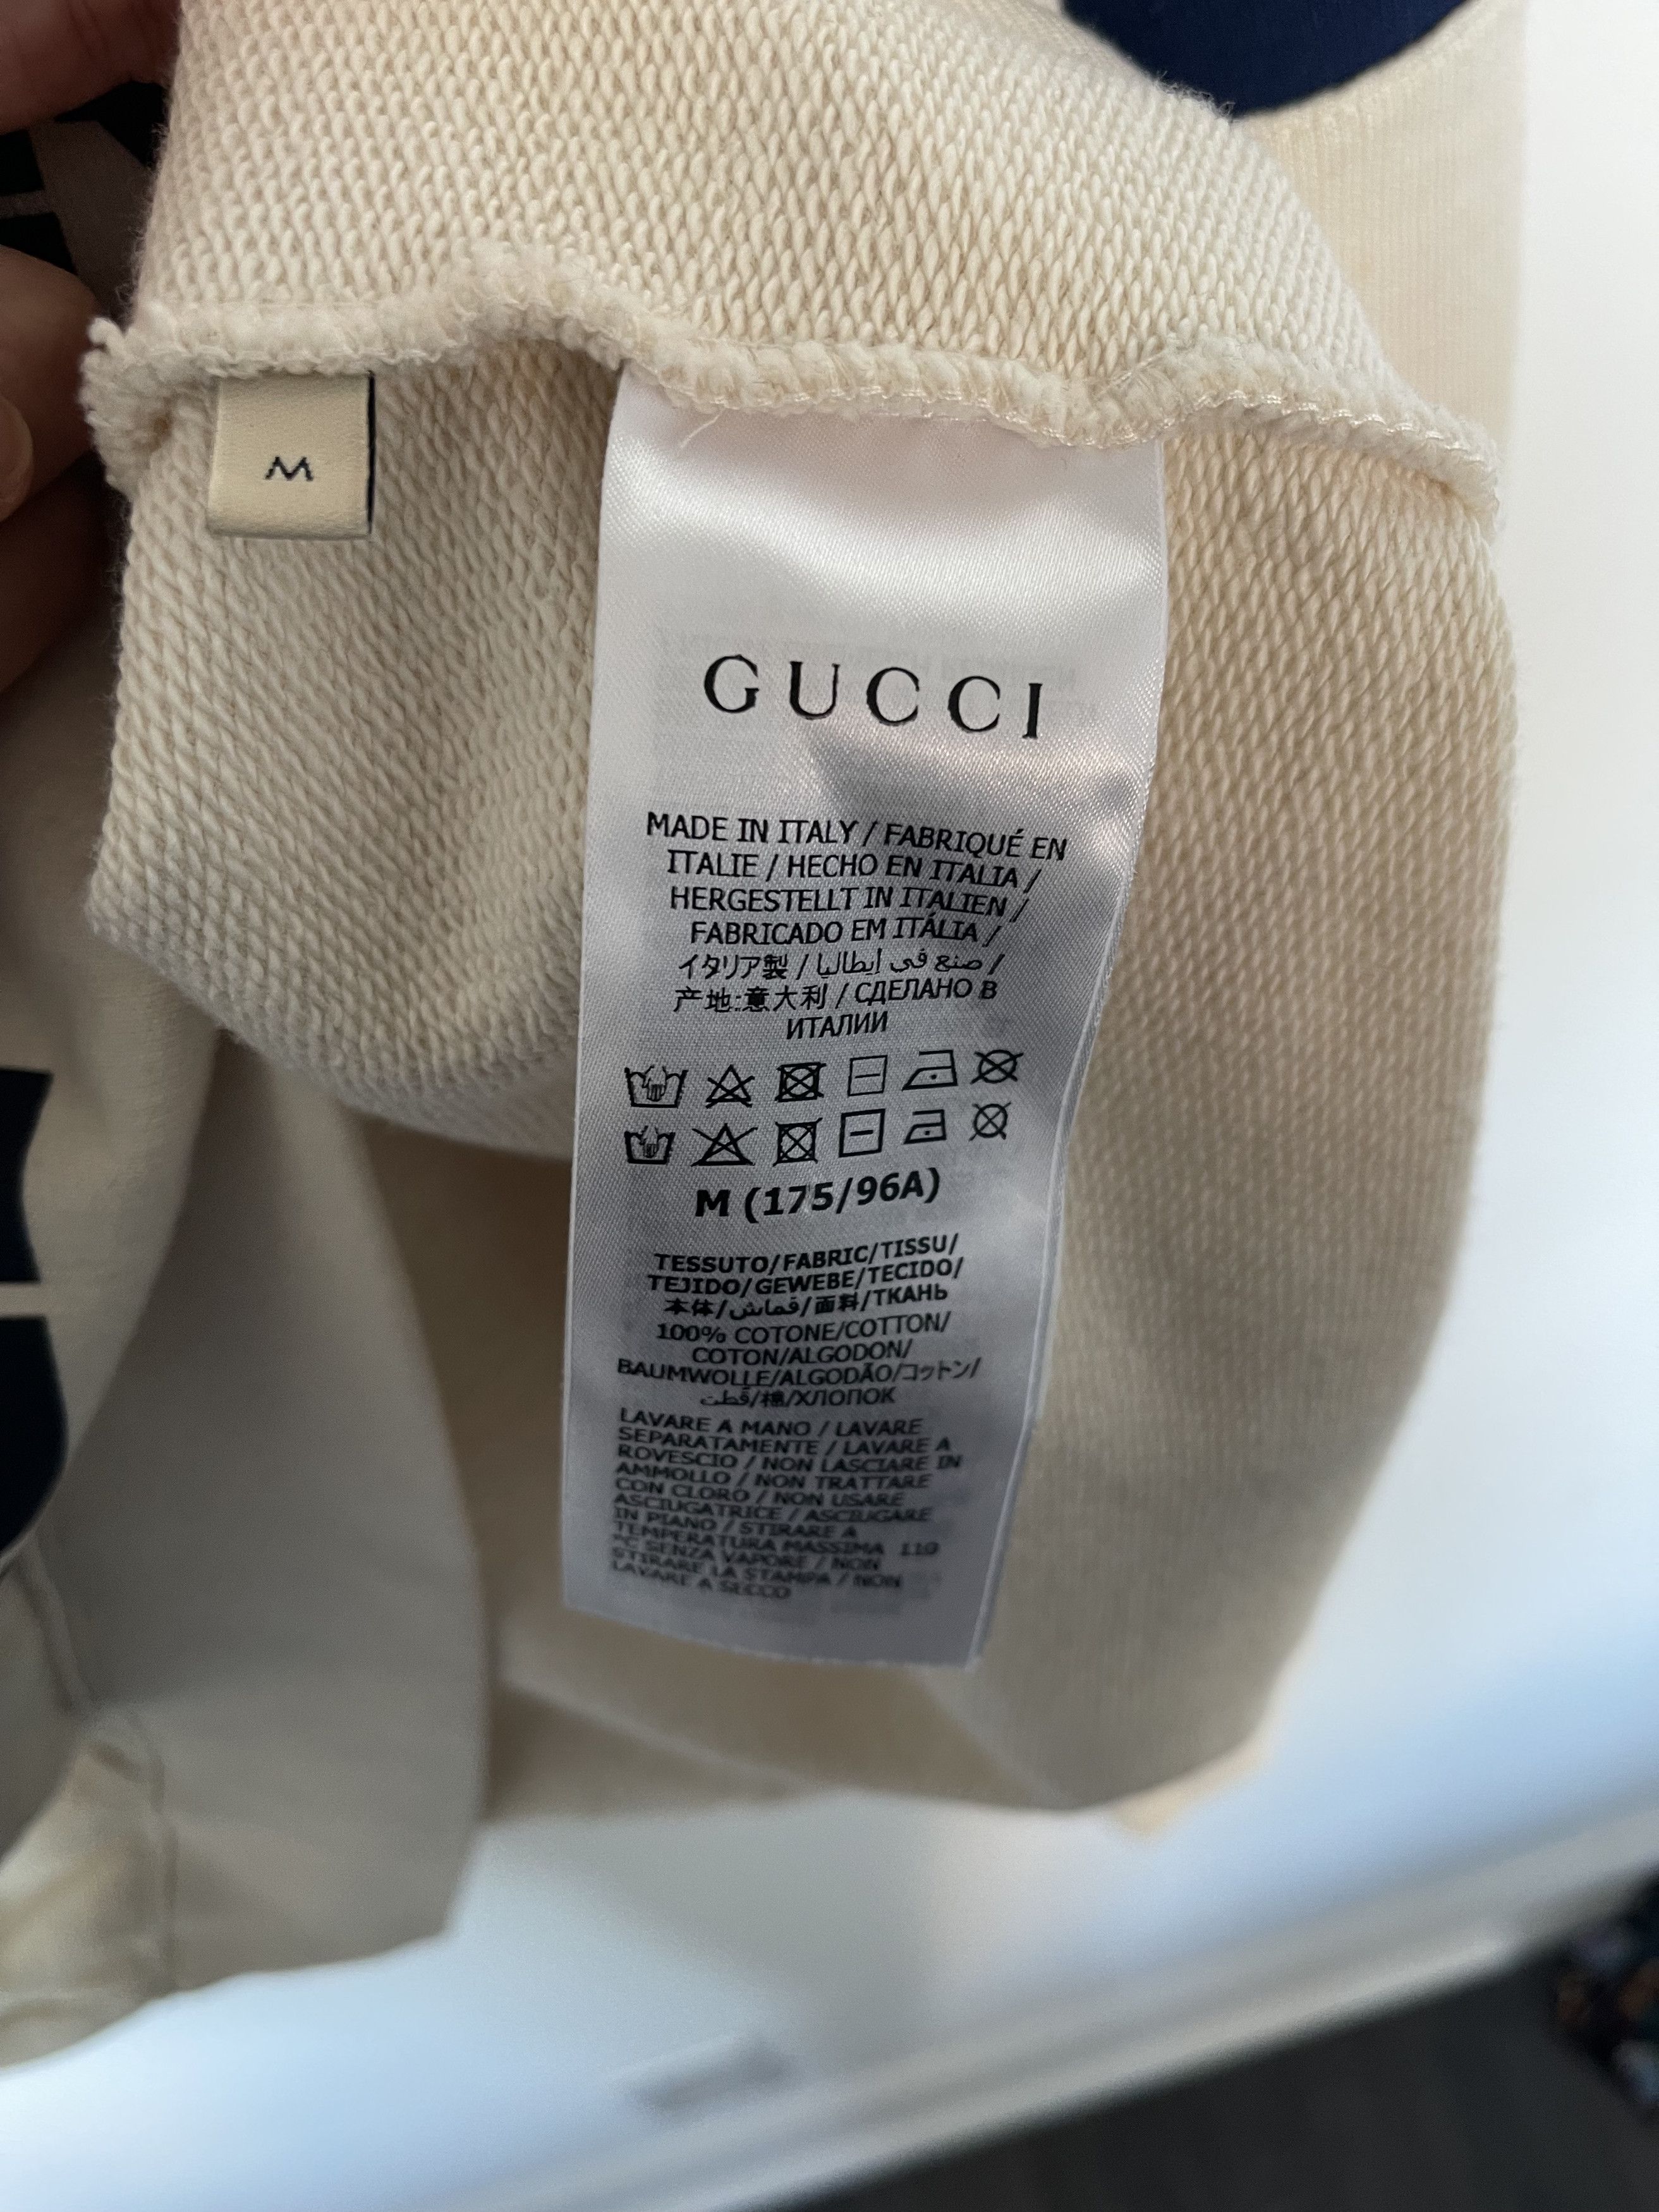 M
GUCCI
MADE IN ITALY / FABRIQUÉ EN
ITALIE / HECHO EN ITALIA /
HERGESTELLT IN ITALIEN /
FABRICADO EM ITÁLIA /
イタリア製 / صنع في إيطاليا /
产地:意大利 / СДЕЛАНО В
ИТАЛИИ
M (175/96A)
TESSUTO/FABRIC/TISSU/
TEJIDO/GEWEBE/TECIDO/
本体/قماش/面料/ТКАНЬ
100% COTONE/COTTON/
COTON/ALGODON/
BAUMWOLLE/ALGODÃO/コットン/
قطن/棉/ХЛОПОК
LAVARE A MANO / LAVARE
SEPARATAMENTE / LAVARE A
ROVESCIO / NON LASCIARE IN
AMMOLLO / NON TRATTARE
CON CLORO / NON USARE
ASCIUGATRICE / ASCIUGARE
IN PIANO / STIRARE A
TEMPERATURA MASSIMA 110
°C SENZA VAPORE / NON
STIRARE LA STAMPA / NON
LAVARE A SECCO